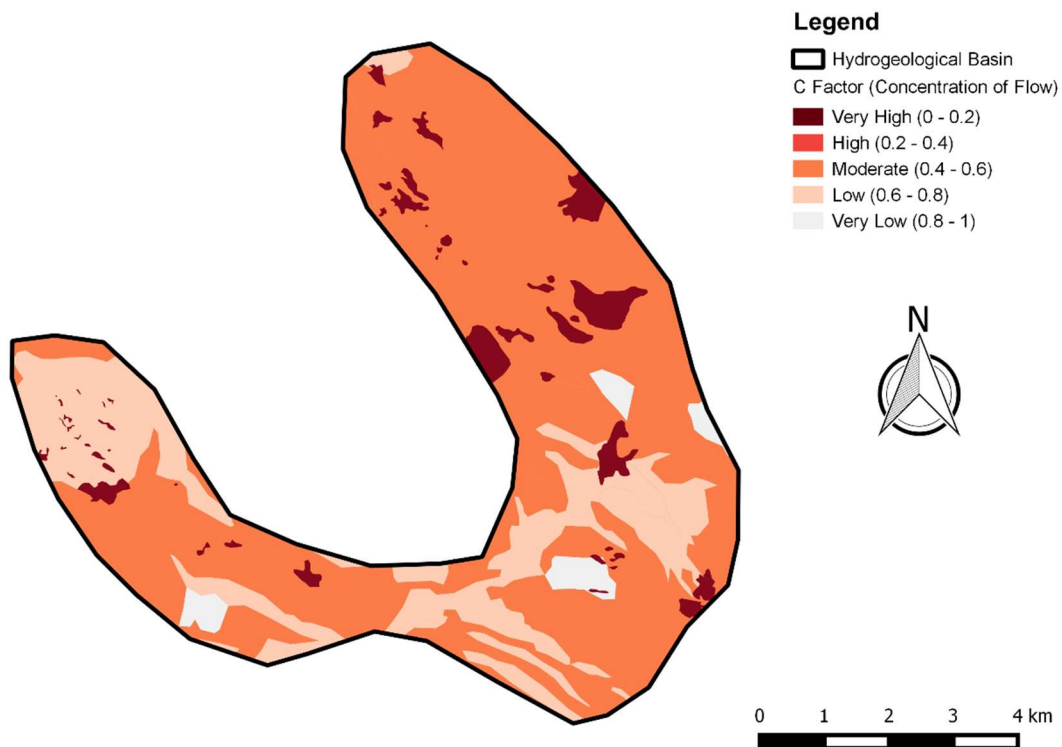 Legend
Hydrogeological Basin
C Factor (Concentration of Flow)
Very High (0 - 0.2)
High (0.2 - 0.4)
Moderate (0.4 - 0.6)
Low (0.6 - 0.8)
Very Low (0.8 - 1)
N
0 1 2 3 4 km